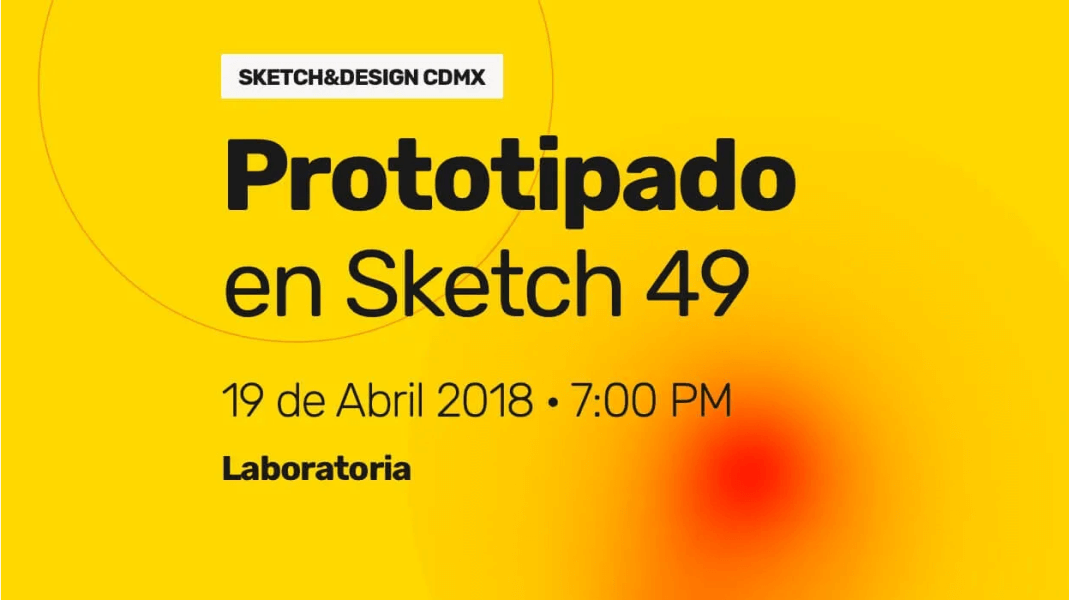 SKETCH&DESIGN CDMX
Prototipado
en Sketch 49
19 de Abril 2018 • 7:00 PM
Laboratoria